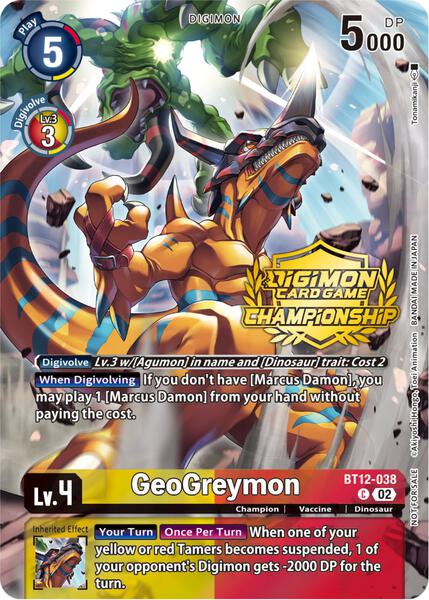 Play
5
DIGIMON
DP
5000
Digivolve
Lv.3
3
Tonamikanji
DIGIMON
CARD GAME
CHAMPIONSHIP
Digivolve Lv.3 w/[Agumon] in name and [Dinosaur] trait: Cost 2
When Digivolving If you don't have [Marcus Damon], you
may play 1 [Marcus Damon] from your hand without
paying the cost.
©Akiyoshi Hongo, Toei Animation BANDAI MADE IN JAPAN
NOT FOR SALE
Lv.4
GeoGreymon
BT12-038
C 02
Champion Vaccine Dinosaur
Inherited Effect
Your Turn Once Per Turn When one of your
yellow or red Tamers becomes suspended, 1 of
your opponent's Digimon gets -2000 DP for the
turn.